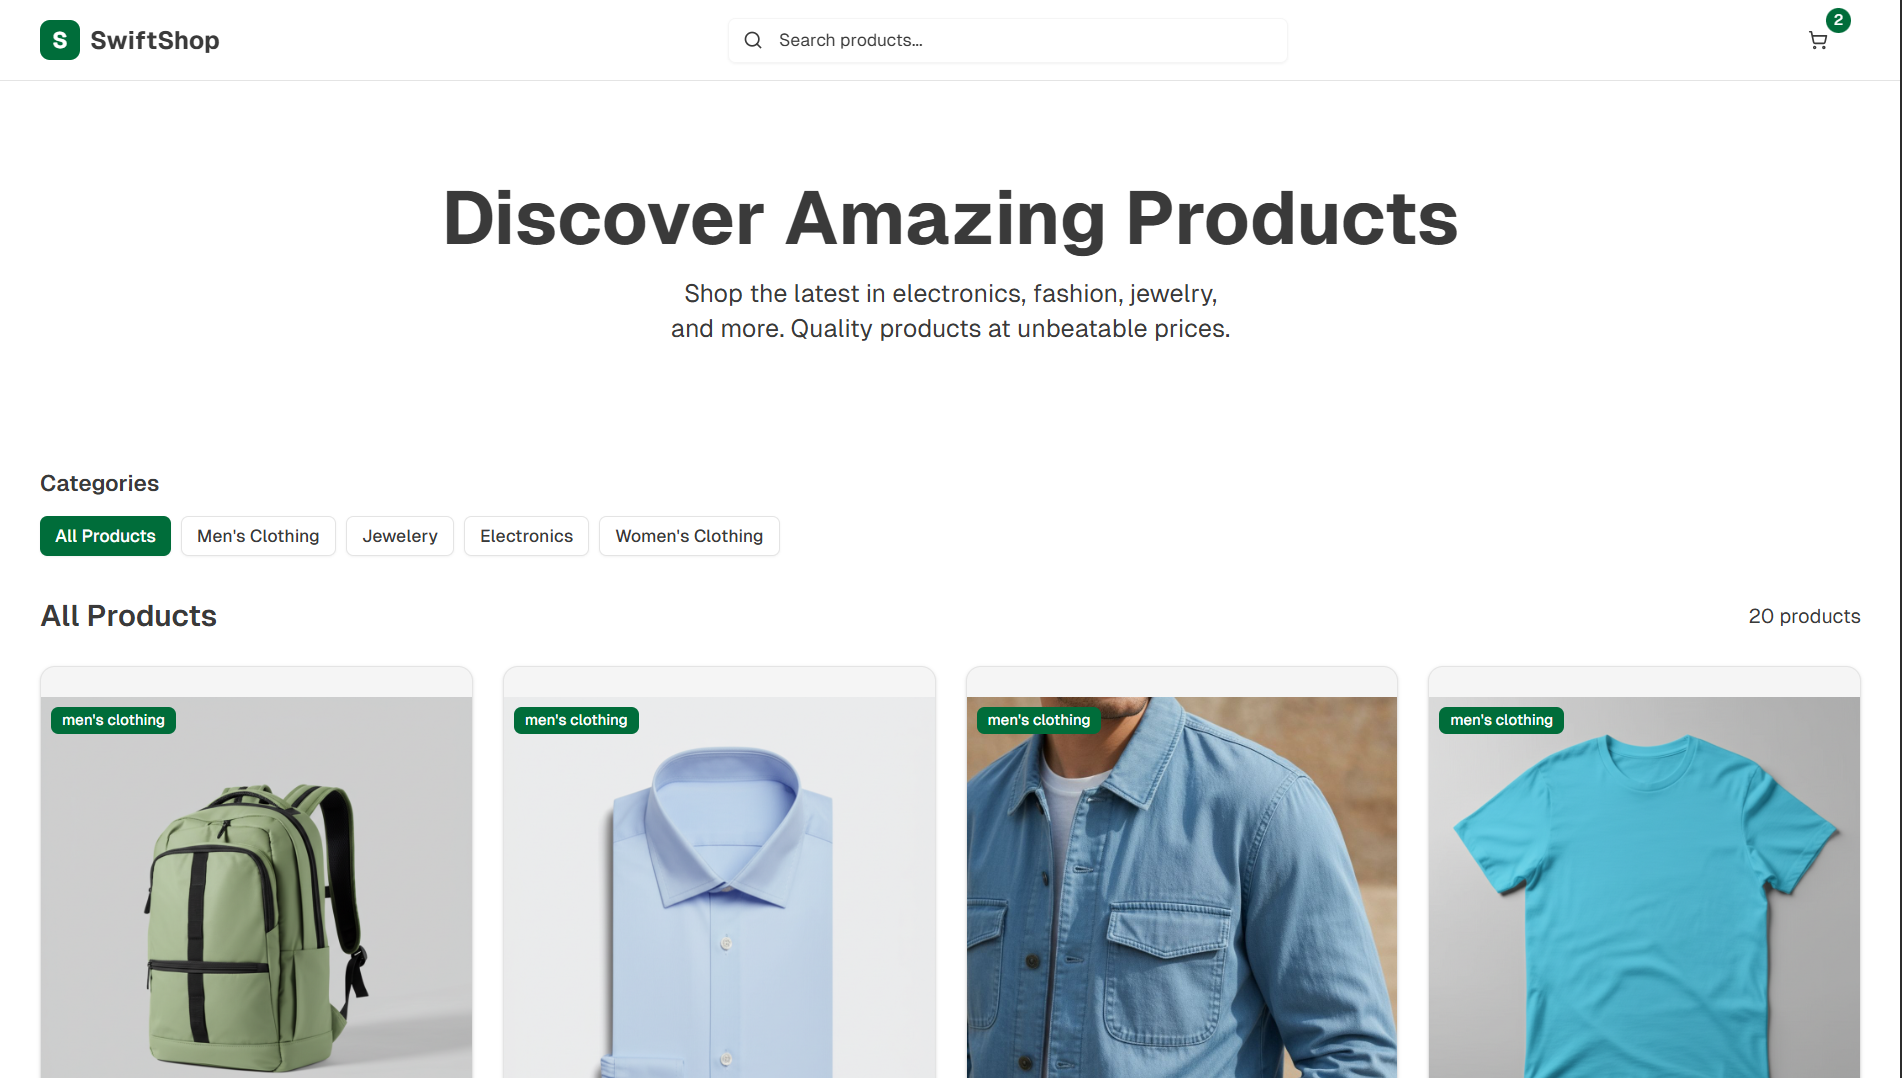 S SwiftShop
Search products...
2
Discover Amazing Products
Shop the latest in electronics, fashion, jewelry,
and more. Quality products at unbeatable prices.
Categories
All Products
Men's Clothing
Jewelery
Electronics
Women's Clothing
All Products
20 products
men's clothing
men's clothing
men's clothing
men's clothing